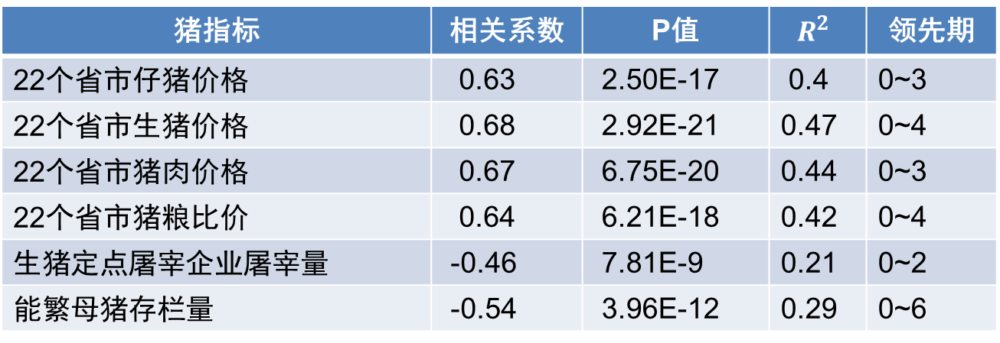 猪指标 相关系数 P值 R² 领先期
22个省市仔猪价格 0.63 2.50E-17 0.4 0~3
22个省市生猪价格 0.68 2.92E-21 0.47 0~4
22个省市猪肉价格 0.67 6.75E-20 0.44 0~3
22个省市猪粮比价 0.64 6.21E-18 0.42 0~4
生猪定点屠宰企业屠宰量 -0.46 7.81E-9 0.21 0~2
能繁母猪存栏量 -0.54 3.96E-12 0.29 0~6